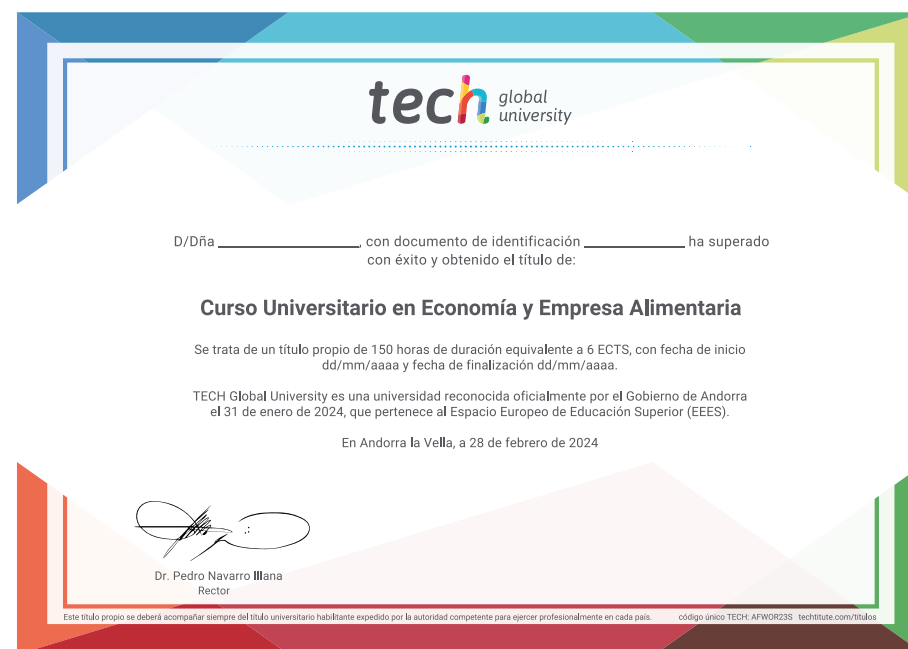 tech global
university
D/Dña ____________________, con documento de identificación ______________ ha superado
con éxito y obtenido el título de:
Curso Universitario en Economía y Empresa Alimentaria
Se trata de un título propio de 150 horas de duración equivalente a 6 ECTS, con fecha de inicio
dd/mm/aaaa y fecha de finalización dd/mm/aaaa.
TECH Global University es una universidad reconocida oficialmente por el Gobierno de Andorra
el 31 de enero de 2024, que pertenece al Espacio Europeo de Educación Superior (EEES).
En Andorra la Vella, a 28 de febrero de 2024
Dr. Pedro Navarro Illana
Rector
Este título propio se deberá acompañar siempre del título universitario habilitante expedido por la autoridad competente para ejercer profesionalmente en cada país. código único TECH: AFWOR23S techtitute.com/titulos